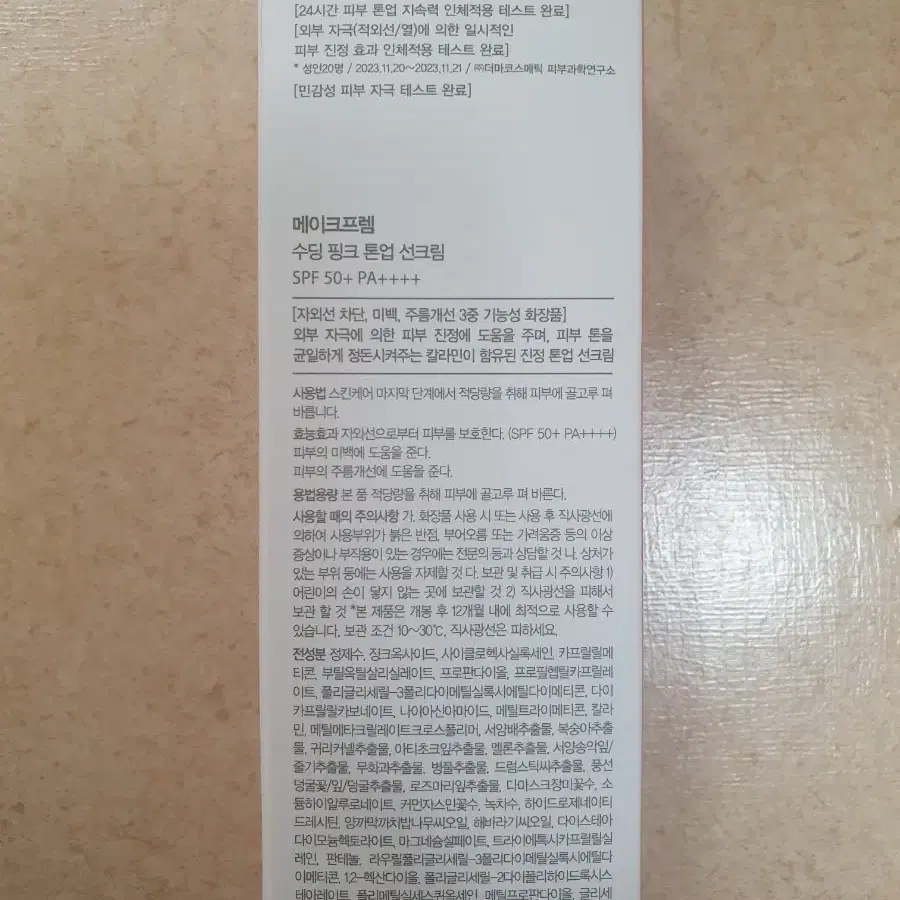 [24시간 피부 톤업 지속력 인체적용 테스트 완료]
[외부 자극(적외선/열)에 의한 일시적인
피부 진정 효과 인체적용 테스트 완료]
* 성인20명 / 2023.11.20~2023.11.21 / ㈜더마코스메틱 피부과학연구소
[민감성 피부 자극 테스트 완료]
메이크프렘
수딩 핑크 톤업 선크림
SPF 50+ PA++++
[자외선 차단, 미백, 주름개선 3중 기능성 화장품]
외부 자극에 의한 피부 진정에 도움을 주며, 피부 톤을
균일하게 정돈시켜주는 칼라민이 함유된 진정 톤업 선크림
사용법 스킨케어 마지막 단계에서 적당량을 취해 피부에 골고루 펴
바릅니다.
효능효과 자외선으로부터 피부를 보호한다. (SPF 50+ PA++++)
피부의 미백에 도움을 준다.
피부의 주름개선에 도움을 준다.
용법용량 본 품 적당량을 취해 피부에 골고루 펴 바른다.
사용할 때의 주의사항 가. 화장품 사용 시 또는 사용 후 직사광선에
의하여 사용부위가 붉은 반점, 부어오름 또는 가려움증 등의 이상
증상이나 부작용이 있는 경우에는 전문의 등과 상담할 것 나. 상처가
있는 부위 등에는 사용을 자제할 것 다. 보관 및 취급 시 주의사항 1)
어린이의 손이 닿지 않는 곳에 보관할 것 2) 직사광선을 피해서
보관 할 것 *본 제품은 개봉 후 12개월 내에 최적으로 사용할 수
있습니다. 보관 조건 10~30℃, 직사광선은 피하세요.
전성분 정제수, 징크옥사이드, 사이클로헥사실록세인, 카프릴릴메
티콘, 부틸옥틸살리실레이트, 프로판다이올, 프로필헵틸카프릴레
이트, 폴리글리세릴-3폴리다이메틸실록시에틸다이메티콘, 다이
카프릴릴카보네이트, 나이아신아마이드, 메틸트라이메티콘, 칼라
민, 메틸메타크릴레이트크로스폴리머, 서양배추출물, 복숭아추출
물, 귀리커넬추출물, 아티초크잎추출물, 멜론추출물, 서양송악잎/
줄기추출물, 무화과추출물, 병풀추출물, 드럼스틱씨추출물, 풍선
덩굴꽃/잎/덩굴추출물, 로즈마리잎추출물, 다마스크장미꽃수, 소
듐하이알루로네이트, 커먼자스민꽃수, 녹차수, 하이드로제네이티
드레시틴, 양까막까치밥나무씨오일, 해바라기씨오일, 다이스테아
다이모늄헥토라이트, 마그네슘설페이트, 트라이에톡시카프릴릴실
레인, 판테놀, 라우릴폴리글리세릴-3폴리다이메틸실록시에틸다
이메티콘, 1,2-헥산다이올, 폴리글리세릴-2다이폴리하이드록시스
테아레이트, 폴리메틸실세스퀴옥세인, 메틸프로판다이올, 글리세